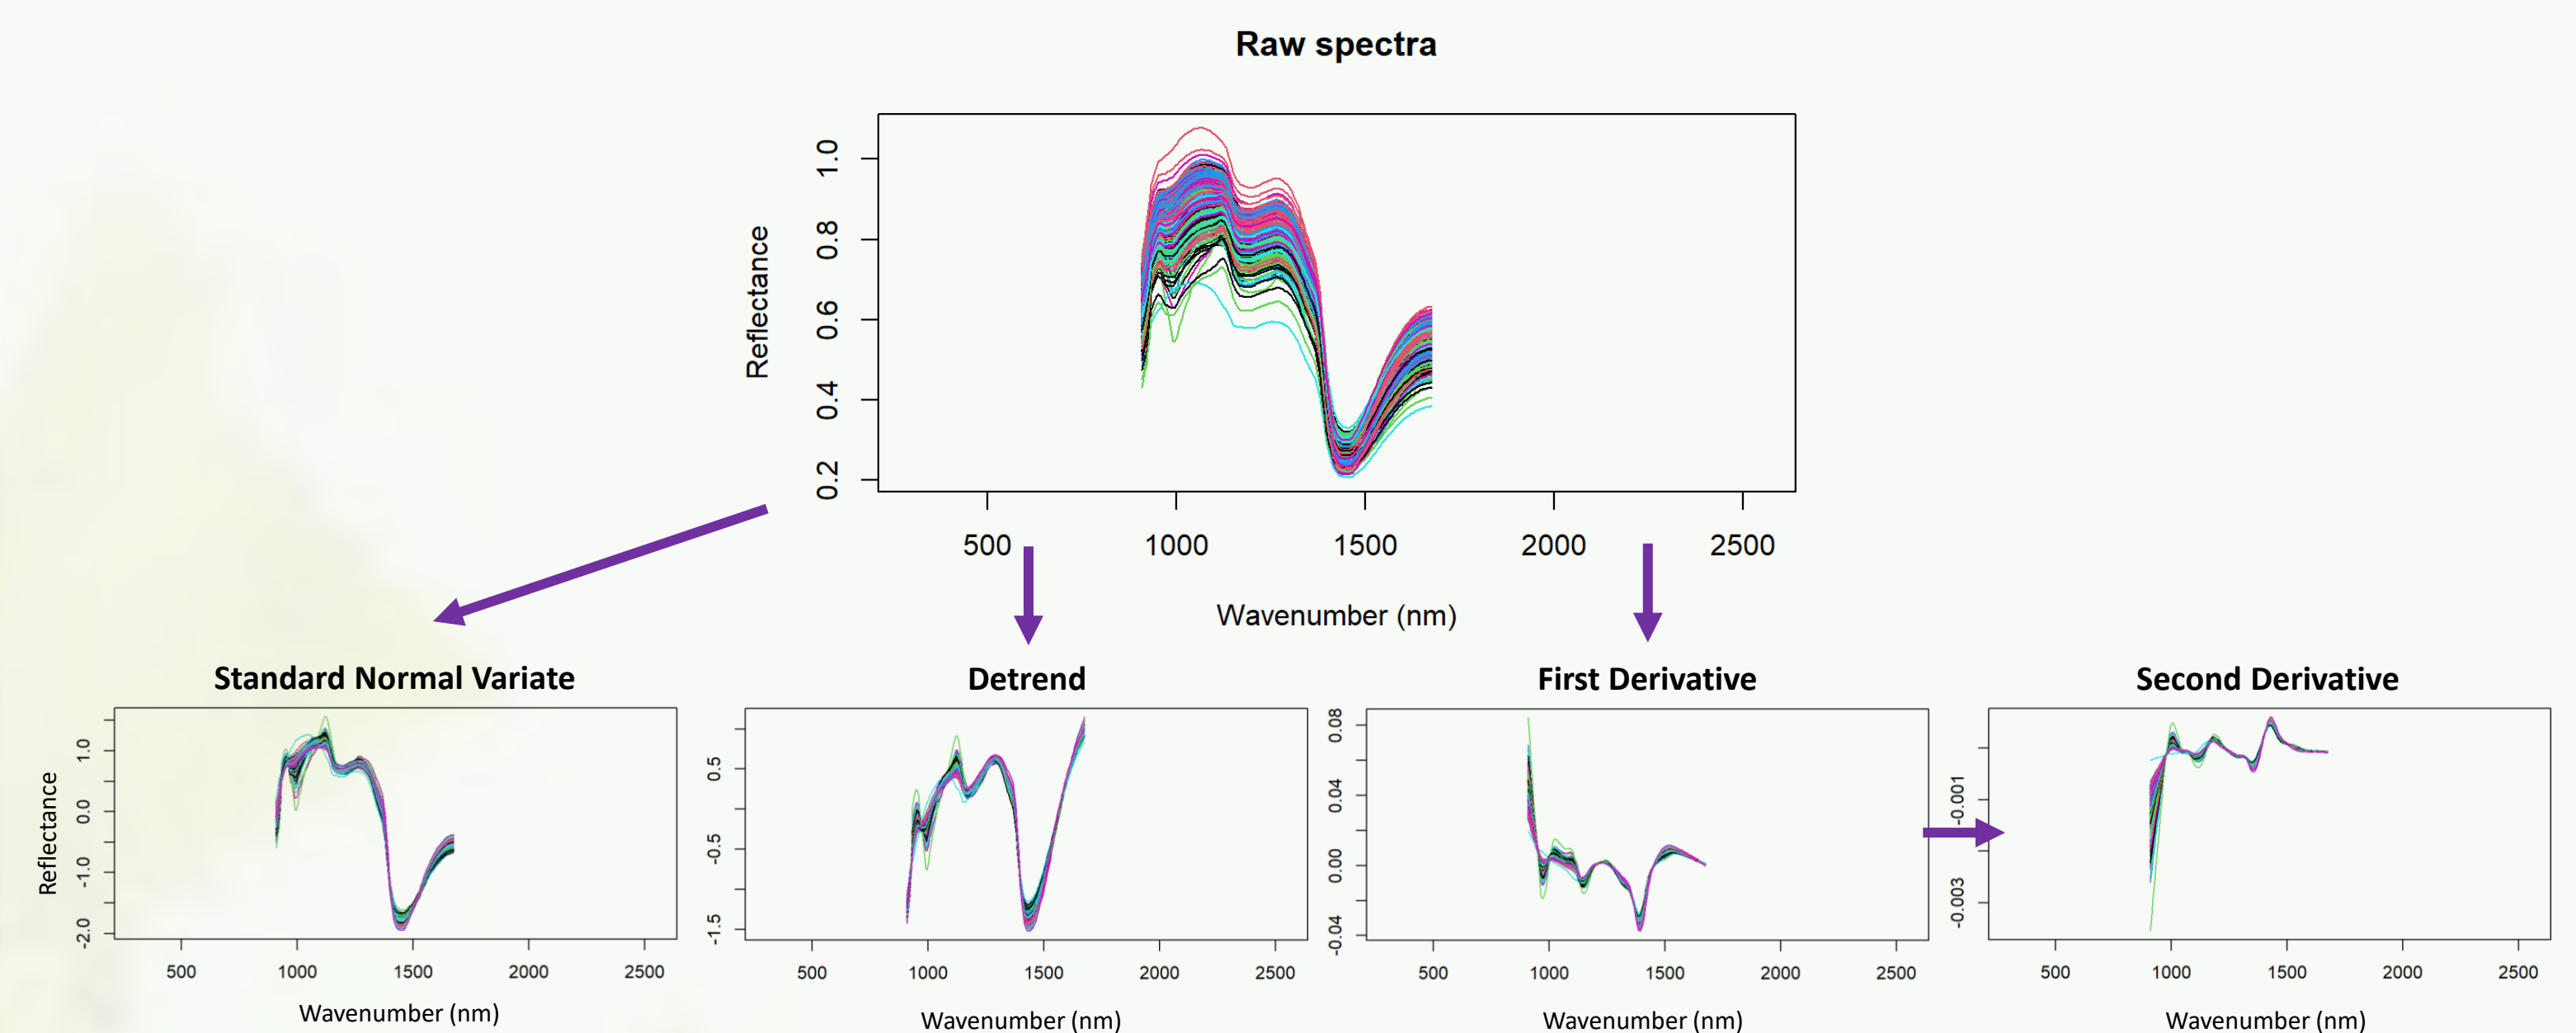 Raw spectra
Reflectance
1.0
0.8
0.6
0.4
0.2
500 1000 1500 2000 2500
Wavenumber (nm)
Standard Normal Variate
Reflectance
1.0
0.0
-1.0
-2.0
500 1000 1500 2000 2500
Wavenumber (nm)
Detrend
0.5
-0.5
-1.5
500 1000 1500 2000 2500
Wavenumber (nm)
First Derivative
0.08
0.04
0.00
-0.04
500 1000 1500 2000 2500
Wavenumber (nm)
Second Derivative
-0.001
-0.003
500 1000 1500 2000 2500
Wavenumber (nm)